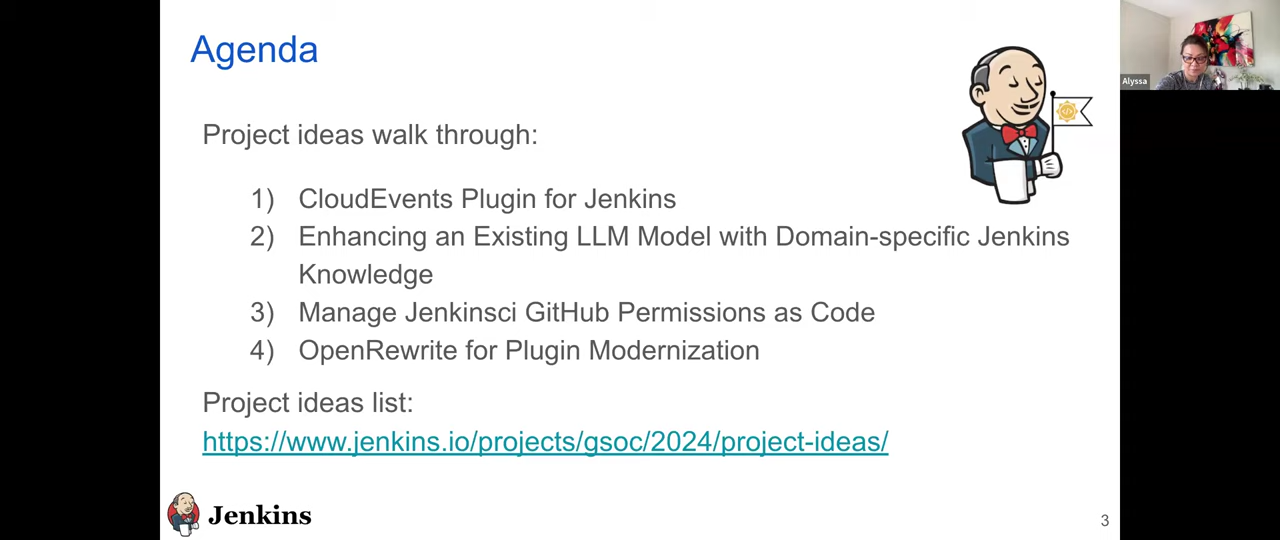 Agenda
Alyssa
Project ideas walk through:
1) CloudEvents Plugin for Jenkins
2) Enhancing an Existing LLM Model with Domain-specific Jenkins
Knowledge
3) Manage Jenkinsci GitHub Permissions as Code
4) OpenRewrite for Plugin Modernization
Project ideas list:
https://www.jenkins.io/projects/gsoc/2024/project-ideas/
Jenkins
3